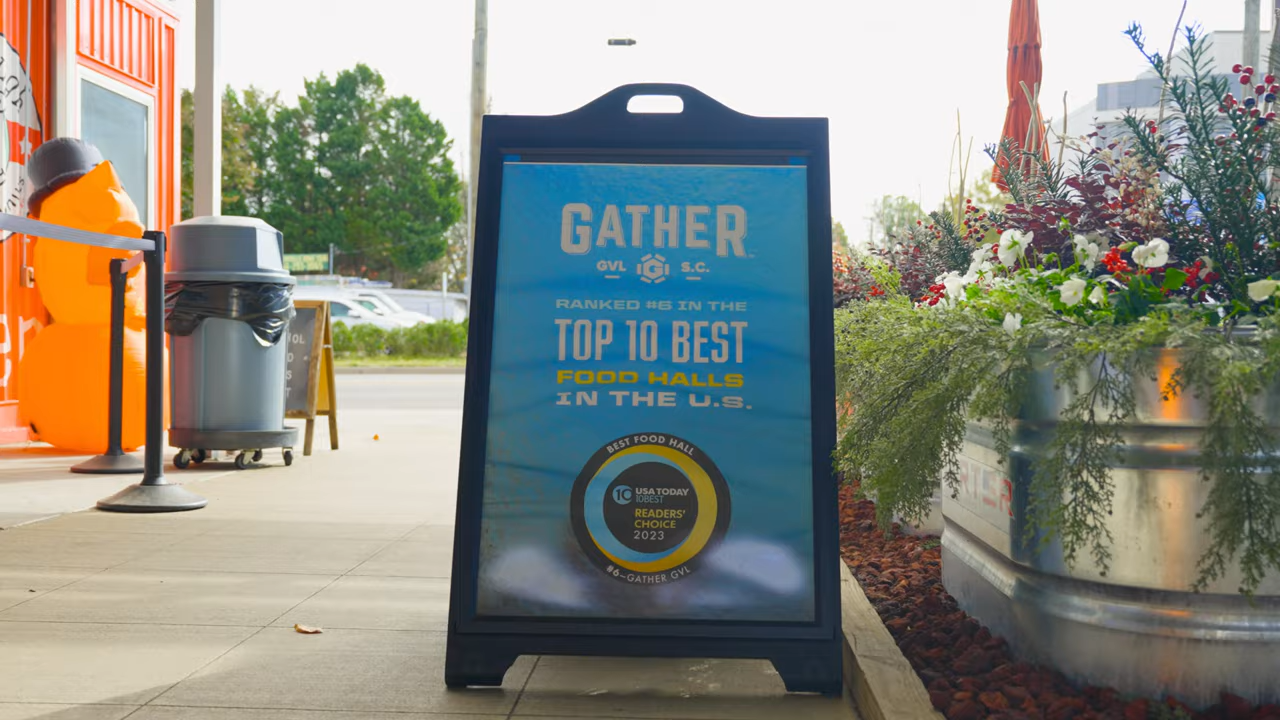 GATHER
GVL G S.C.
RANKED #6 IN THE
TOP 10 BEST
FOOD HALLS
IN THE U.S.
BEST FOOD HALL
10 USA TODAY
10BEST
READERS'
CHOICE
2023
#6-GATHER GVL